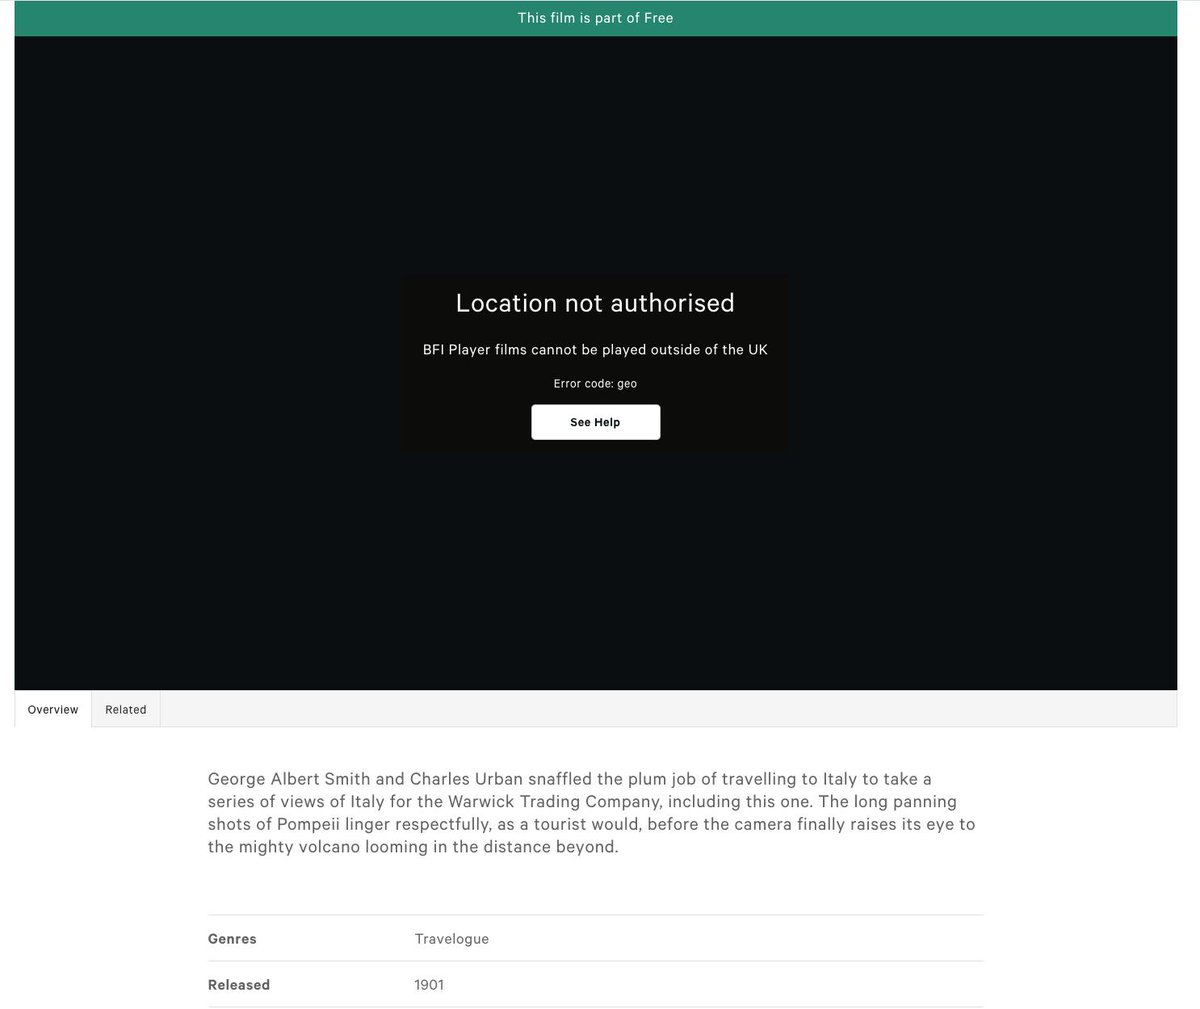 This film is part of Free
Location not authorised
BFI Player films cannot be played outside of the UK
Error code: geo
See Help
Overview
Related
George Albert Smith and Charles Urban snaffled the plum job of travelling to Italy to take a
series of views of Italy for the Warwick Trading Company, including this one. The long panning
shots of Pompeii linger respectfully, as a tourist would, before the camera finally raises its eye to
the mighty volcano looming in the distance beyond.
Genres
Travelogue
Released
1901